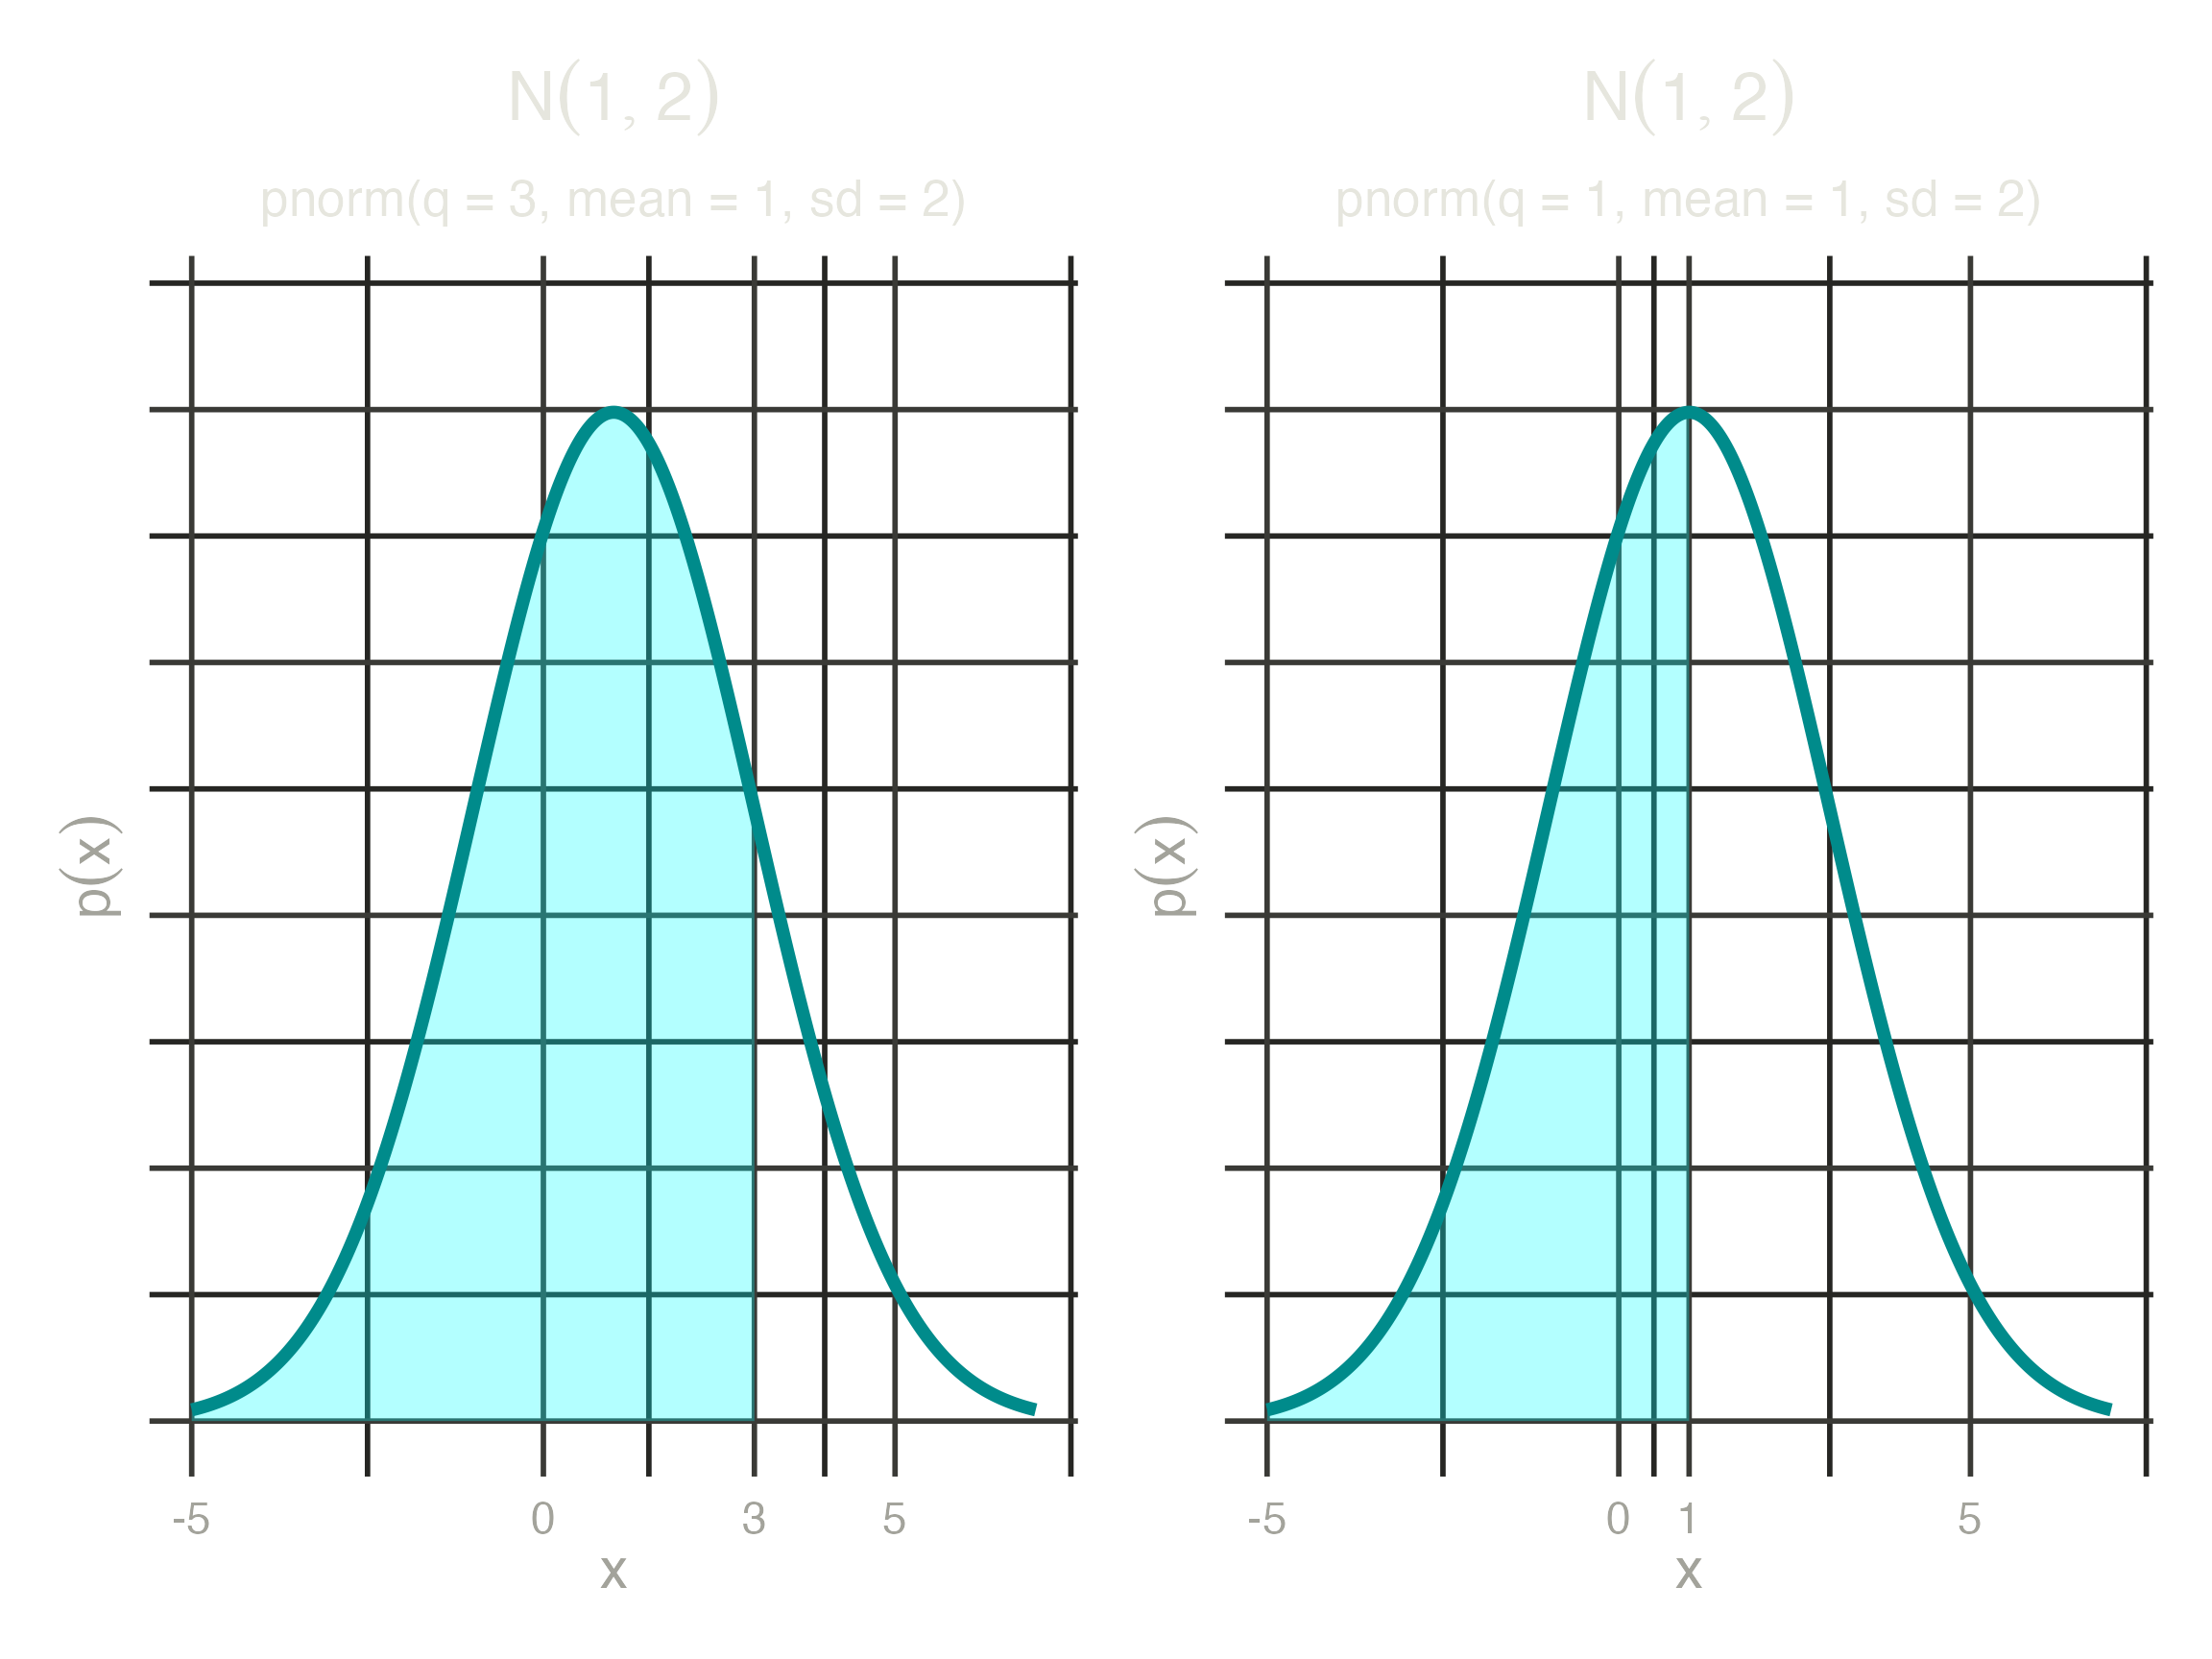 N(1, 2)
pnorm(q = 3, mean = 1, sd = 2)
p(x)
-5 0 3 5
x
N(1, 2)
pnorm(q = 1, mean = 1, sd = 2)
p(x)
-5 0 1 5
x